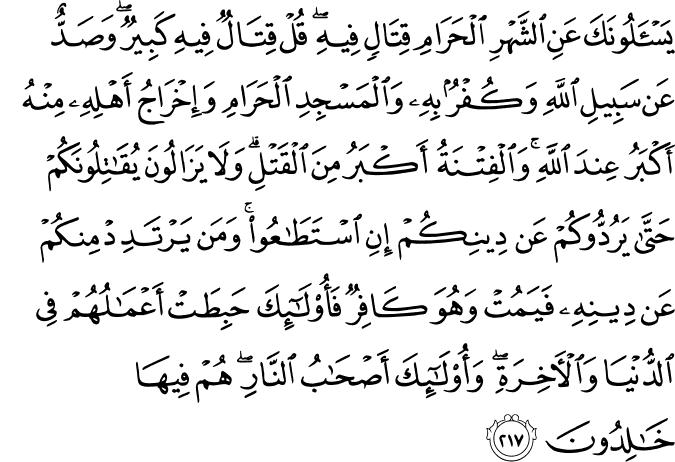 يَسْـَٔلُونَكَ عَنِ ٱلشَّهْرِ ٱلْحَرَامِ قِتَالٍ فِيهِ ۖ قُلْ قِتَالٌ فِيهِ كَبِيرٌ ۖ وَصَدٌّ
عَن سَبِيلِ ٱللَّهِ وَكُفْرٌۢ بِهِۦ وَٱلْمَسْجِدِ ٱلْحَرَامِ وَإِخْرَاجُ أَهْلِهِۦ مِنْهُ
أَكْبَرُ عِندَ ٱللَّهِ ۚ وَٱلْفِتْنَةُ أَكْبَرُ مِنَ ٱلْقَتْلِ ۗ وَلَا يَزَالُونَ يُقَـٰتِلُونَكُمْ
حَتَّىٰ يَرُدُّوكُمْ عَن دِينِكُمْ إِنِ ٱسْتَطَـٰعُوا۟ ۚ وَمَن يَرْتَدِدْ مِنكُمْ
عَن دِينِهِۦ فَيَمُتْ وَهُوَ كَافِرٌ فَأُو۟لَـٰٓئِكَ حَبِطَتْ أَعْمَـٰلُهُمْ فِى
ٱلدُّنْيَا وَٱلْـَٔاخِرَةِ ۖ وَأُو۟لَـٰٓئِكَ أَصْحَـٰبُ ٱلنَّارِ ۖ هُمْ فِيهَا
خَـٰلِدُونَ ٢١٧